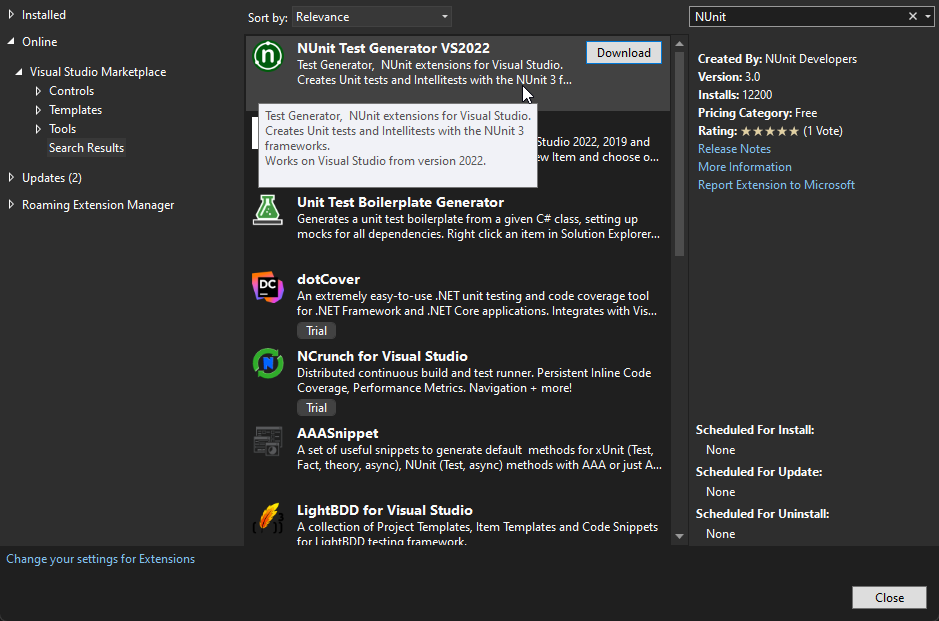 Installed
Online
Visual Studio Marketplace
Controls
Templates
Tools
Search Results
Updates (2)
Roaming Extension Manager
Change your settings for Extensions
Sort by: Relevance
NUnit Test Generator VS2022
Download
Test Generator,  NUnit extensions for Visual Studio.
Creates Unit tests and Intellitests with the NUnit 3 f...
Test Generator,  NUnit extensions for Visual Studio.
Creates Unit tests and Intellitests with the NUnit 3
frameworks.
Works on Visual Studio from version 2022.
Studio 2022, 2019 and
ew Item and choose o...
Unit Test Boilerplate Generator
Generates a unit test boilerplate from a given C# class, setting up
mocks for all dependencies. Right click an item in Solution Explorer...
DC
dotCover
An extremely easy-to-use .NET unit testing and code coverage tool
for .NET Framework and .NET Core applications. Integrates with Vis...
Trial
N
NCrunch for Visual Studio
Distributed continuous build and test runner. Persistent Inline Code
Coverage, Performance Metrics. Navigation + more!
Trial
AAASnippet
A set of useful snippets to generate default  methods for xUnit (Test,
Fact, theory, async), NUnit (Test, async) methods with AAA or just A...
LightBDD for Visual Studio
A collection of Project Templates, Item Templates and Code Snippets
for LightBDD testing framework.
NUnit
Created By: NUnit Developers
Version: 3.0
Installs: 12200
Pricing Category: Free
Rating: ★★★★★ (1 Vote)
Release Notes
More Information
Report Extension to Microsoft
Scheduled For Install:
None
Scheduled For Update:
None
Scheduled For Uninstall:
None
Close